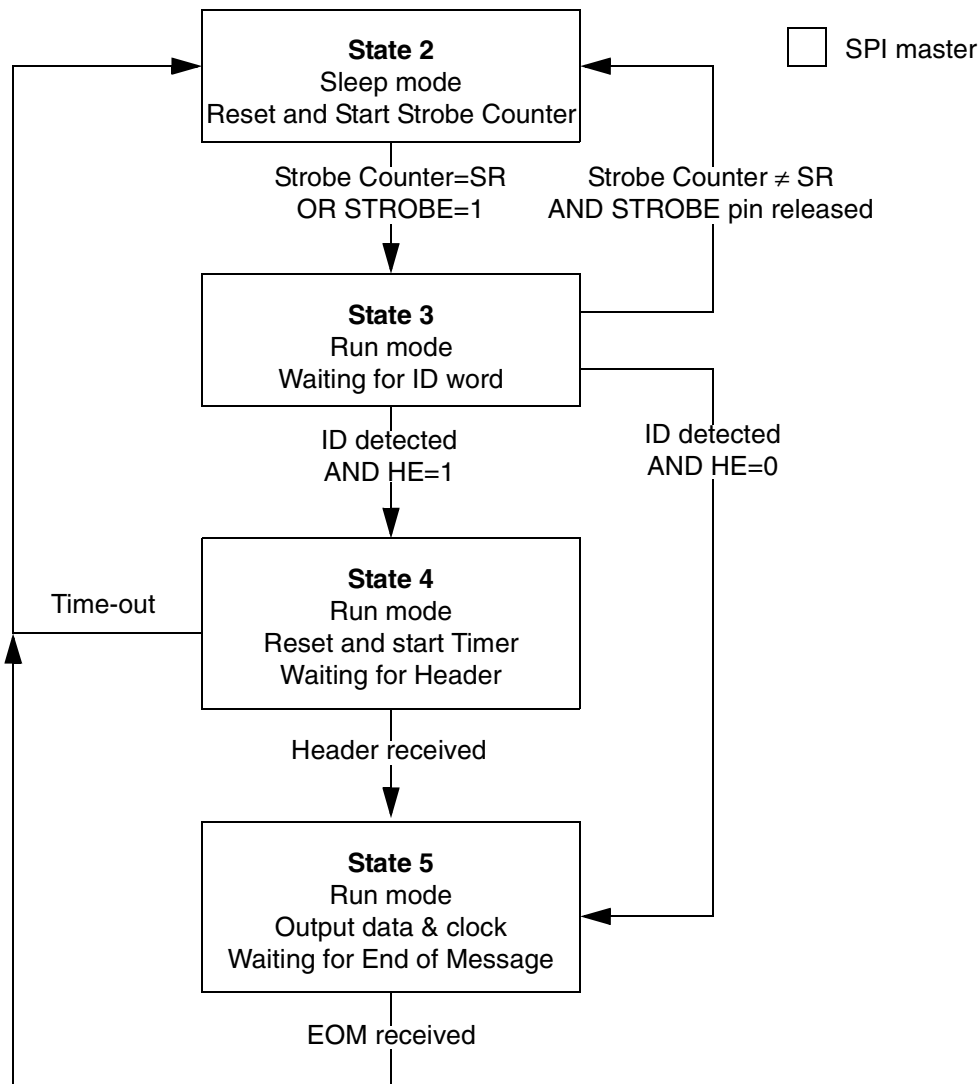 State 2
Sleep mode
Reset and Start Strobe Counter
SPI master
Strobe Counter=SR
OR STROBE=1
Strobe Counter ≠ SR
AND STROBE pin released
State 3
Run mode
Waiting for ID word
ID detected
AND HE=1
ID detected
AND HE=0
State 4
Run mode
Reset and start Timer
Waiting for Header
Time-out
Header received
State 5
Run mode
Output data & clock
Waiting for End of Message
EOM received